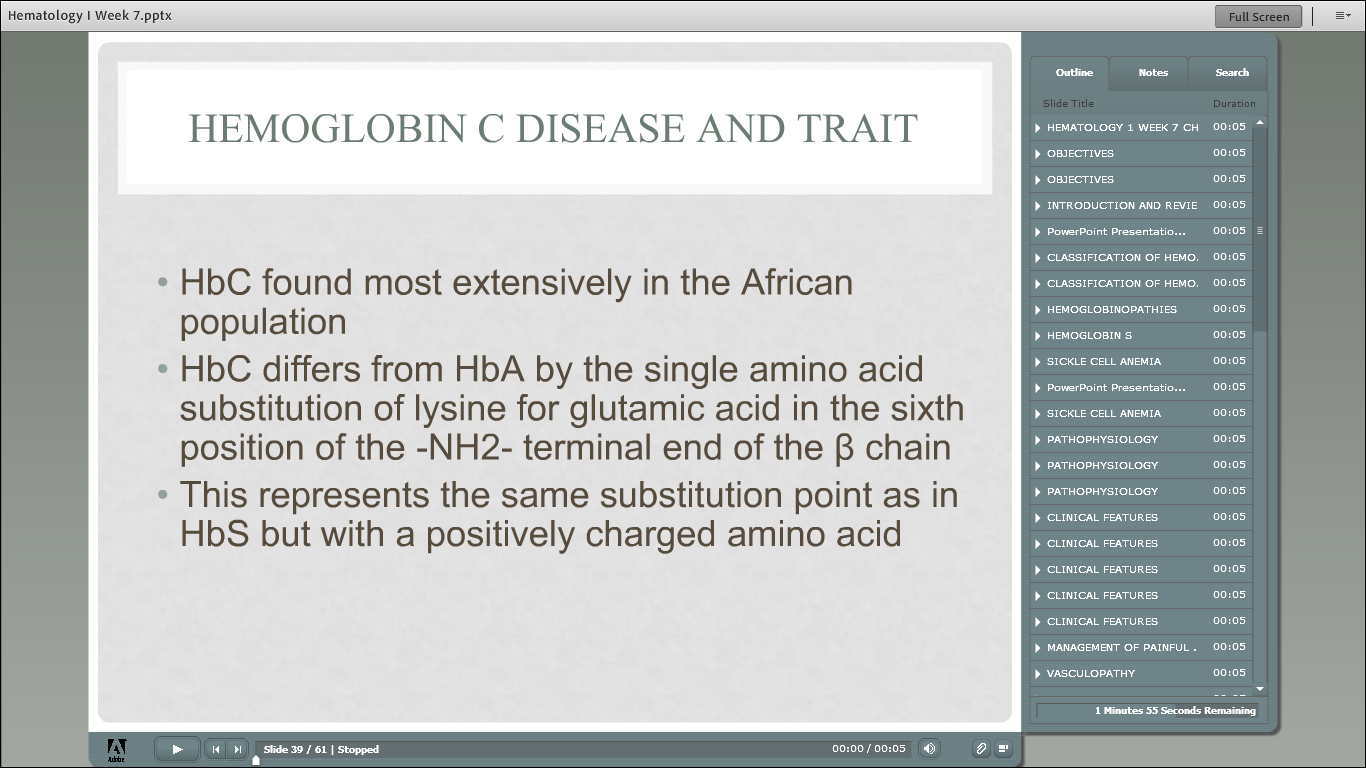 Hematology I Week 7.pptx
Full Screen
HEMOGLOBIN C DISEASE AND TRAIT
• HbC found most extensively in the African
population
• HbC differs from HbA by the single amino acid
substitution of lysine for glutamic acid in the sixth
position of the -NH2- terminal end of the β chain
• This represents the same substitution point as in
HbS but with a positively charged amino acid
Outline Notes Search
Slide Title Duration
HEMATOLOGY 1 WEEK 7 CH 00:05
OBJECTIVES 00:05
OBJECTIVES 00:05
INTRODUCTION AND REVIE 00:05
PowerPoint Presentatio... 00:05
CLASSIFICATION OF HEMO. 00:05
CLASSIFICATION OF HEMO. 00:05
HEMOGLOBINOPATHIES 00:05
HEMOGLOBIN S 00:05
SICKLE CELL ANEMIA 00:05
PowerPoint Presentatio... 00:05
SICKLE CELL ANEMIA 00:05
PATHOPHYSIOLOGY 00:05
PATHOPHYSIOLOGY 00:05
PATHOPHYSIOLOGY 00:05
CLINICAL FEATURES 00:05
CLINICAL FEATURES 00:05
CLINICAL FEATURES 00:05
CLINICAL FEATURES 00:05
CLINICAL FEATURES 00:05
MANAGEMENT OF PAINFUL . 00:05
VASCULOPATHY 00:05
1 Minutes 55 Seconds Remaining
Adobe
Slide 39 / 61 | Stopped 00:00 / 00:05